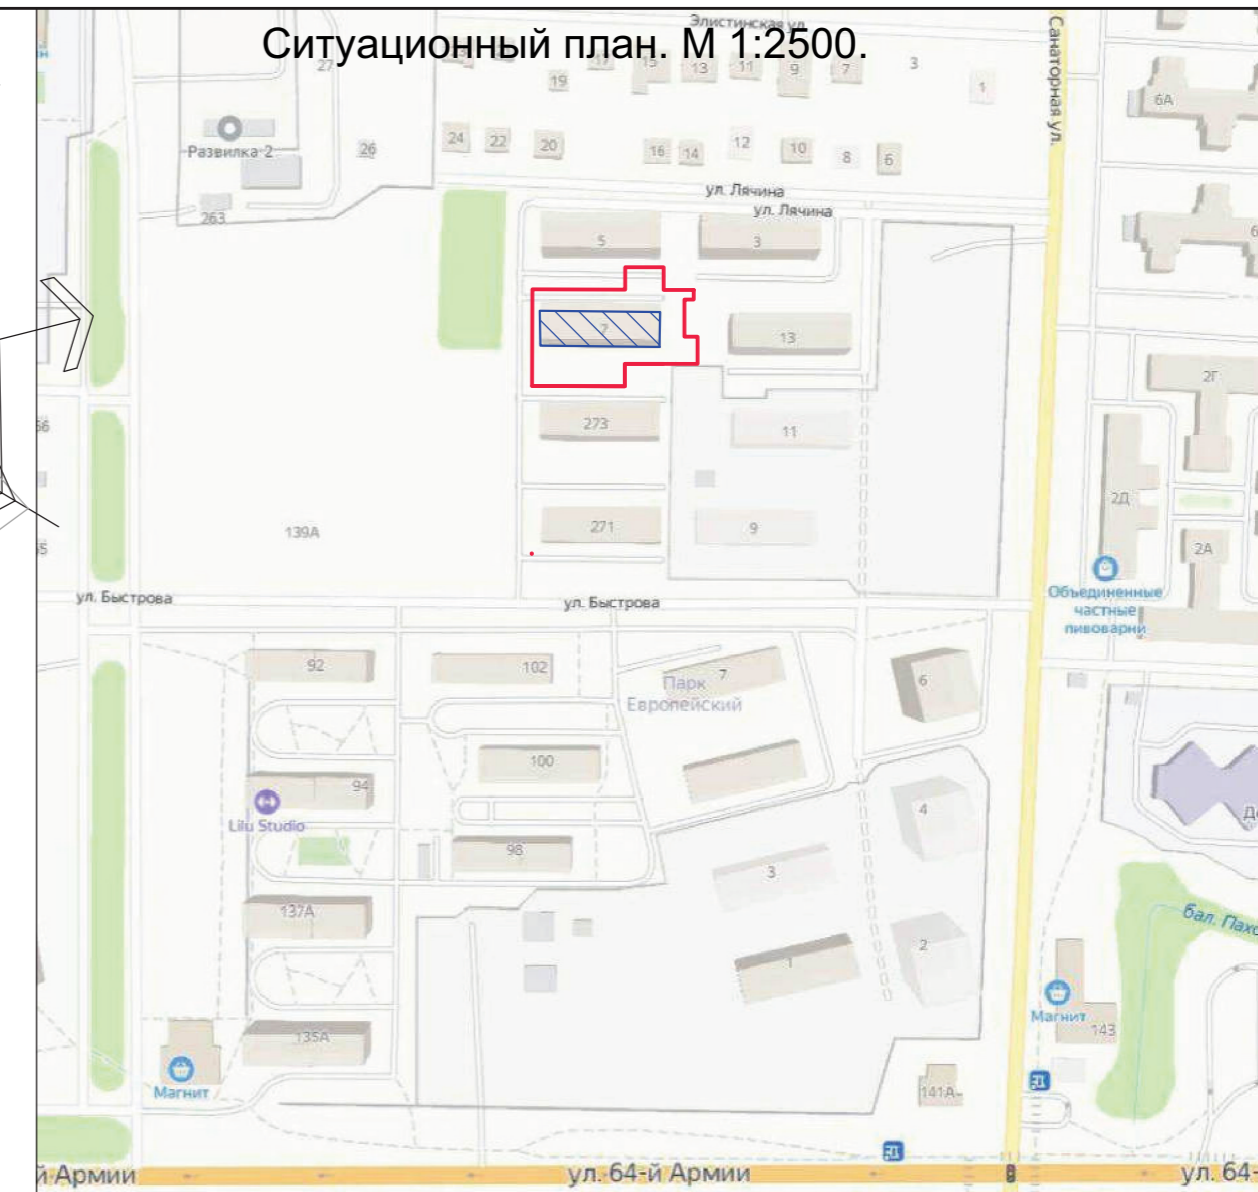 Ситуационный план. М 1:2500.
Элистинская ул.
Санаторная ул.
27
19
17
15
13
11
9
7
3
1
6А
Развилка-2
26
24
22
20
16
14
12
10
8
6
263
ул. Лячина
ул. Лячина
5
3
7
13
2Г
273
11
2Д
271
9
139А
2А
ул. Быстрова
ул. Быстрова
Объединенные
частные
пивоварни
92
102
Парк
Европейский
7
6
100
94
Lilu Studio
4
98
3
137А
2
1
бал. Пахо
Магнит
143
135А
Магнит
141А
й Армии
ул. 64-й Армии
ул. 64-